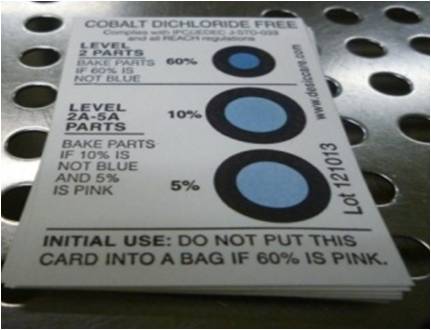 COBALT DICHLORIDE FREE
Complies with IPC/JEDEC J-STD-033
and all REACH regulations
LEVEL
2 PARTS
BAKE PARTS
IF 60% IS
NOT BLUE
60%
LEVEL
2A-5A
PARTS
BAKE PARTS
IF 10% IS
NOT BLUE
AND 5%
IS PINK
10%
5%
www.desiccare.com
Lot 121013
INITIAL USE: DO NOT PUT THIS
CARD INTO A BAG IF 60% IS PINK.